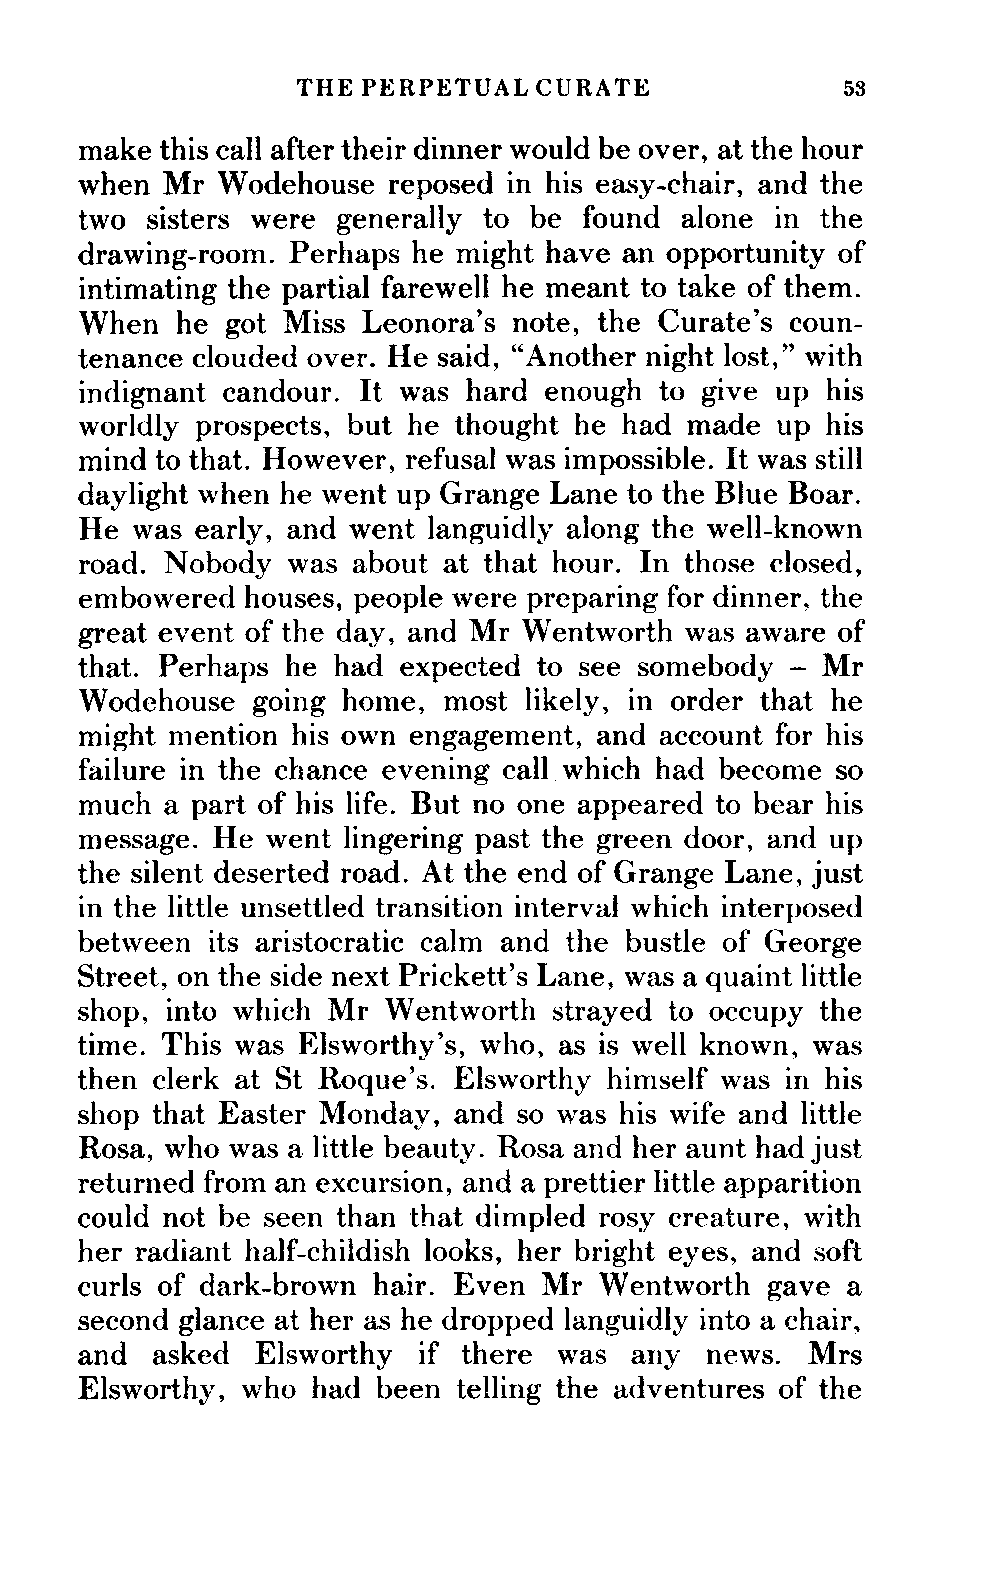 THE PERPETUAL CURATE 53
make this call after their dinner would be over, at the hour
when Mr Wodehouse reposed in his easy-chair, and the
two sisters were generally to be found alone in the
drawing-room. Perhaps he might have an opportunity of
intimating the partial farewell he meant to take of them.
When he got Miss Leonora's note, the Curate's coun-
tenance clouded over. He said, “Another night lost,” with
indignant candour. It was hard enough to give up his
worldly prospects, but he thought he had made up his
mind to that. However, refusal was impossible. It was still
daylight when he went up Grange Lane to the Blue Boar.
He was early, and went languidly along the well-known
road. Nobody was about at that hour. In those closed,
embowered houses, people were preparing for dinner, the
great event of the day, and Mr Wentworth was aware of
that. Perhaps he had expected to see somebody – Mr
Wodehouse going home, most likely, in order that he
might mention his own engagement, and account for his
failure in the chance evening call which had become so
much a part of his life. But no one appeared to bear his
message. He went lingering past the green door, and up
the silent deserted road. At the end of Grange Lane, just
in the little unsettled transition interval which interposed
between its aristocratic calm and the bustle of George
Street, on the side next Prickett's Lane, was a quaint little
shop, into which Mr Wentworth strayed to occupy the
time. This was Elsworthy's, who, as is well known, was
then clerk at St Roque's. Elsworthy himself was in his
shop that Easter Monday, and so was his wife and little
Rosa, who was a little beauty. Rosa and her aunt had just
returned from an excursion, and a prettier little apparition
could not be seen than that dimpled rosy creature, with
her radiant half-childish looks, her bright eyes, and soft
curls of dark-brown hair. Even Mr Wentworth gave a
second glance at her as he dropped languidly into a chair,
and asked Elsworthy if there was any news. Mrs
Elsworthy, who had been telling the adventures of the